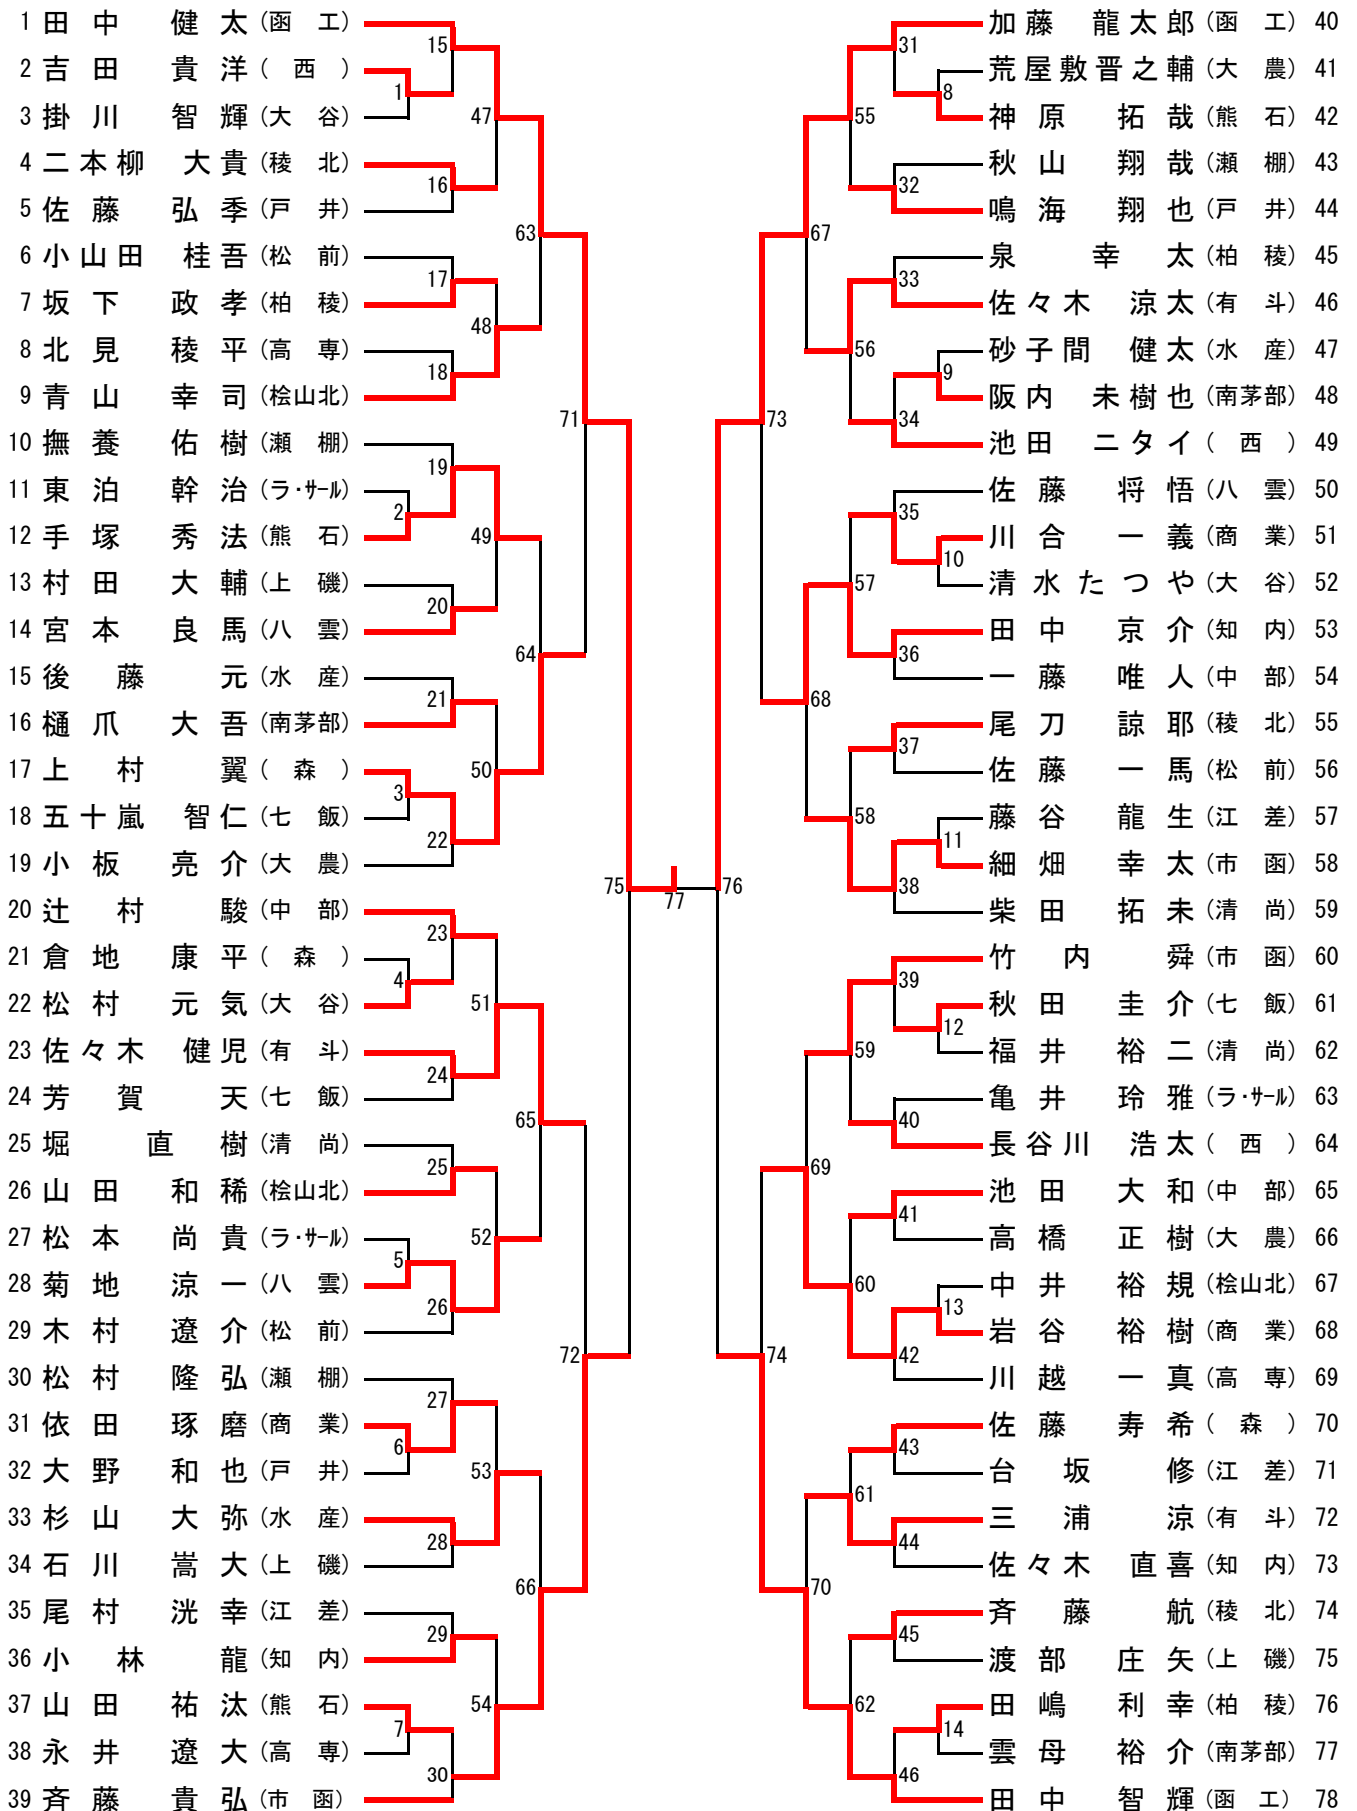 1 田中 健太 (函 工)
2 吉田 貴洋 ( 西 )
3 掛川 智輝 (大 谷)
4 二本柳 大貴 (稜 北)
5 佐藤 弘季 (戸 井)
6 小山田 桂吾 (松 前)
7 坂下 政孝 (柏 稜)
8 北見 稜平 (高 専)
9 青山 幸司 (桧山北)
10 撫養 佑樹 (瀬 棚)
11 東泊 幹治 (ラ・サール)
12 手塚 秀法 (熊 石)
13 村田 大輔 (上 磯)
14 宮本 良馬 (八 雲)
15 後藤 元 (水 産)
16 樋爪 大吾 (南茅部)
17 上村 翼 ( 森 )
18 五十嵐 智仁 (七 飯)
19 小板 亮介 (大 農)
20 辻村 駿 (中 部)
21 倉地 康平 ( 森 )
22 松村 元気 (大 谷)
23 佐々木 健児 (有 斗)
24 芳賀 天 (七 飯)
25 堀 直樹 (清 尚)
26 山田 和稀 (桧山北)
27 松本 尚貴 (ラ・サール)
28 菊地 涼一 (八 雲)
29 木村 遼介 (松 前)
30 松村 隆弘 (瀬 棚)
31 依田 琢磨 (商 業)
32 大野 和也 (戸 井)
33 杉山 大弥 (水 産)
34 石川 嵩大 (上 磯)
35 尾村 洸幸 (江 差)
36 小林 龍 (知 内)
37 山田 祐汰 (熊 石)
38 永井 遼大 (高 専)
39 斉藤 貴弘 (市 函)
15
1
47
16
63
17
48
18
71
19
2
49
20
64
21
50
3
22
75
23
4
51
24
65
25
52
5
26
72
27
6
53
28
66
29
54
7
30
77
76
31
8
55
32
67
33
56
9
34
73
35
10
57
36
68
37
58
11
38
39
12
59
40
69
41
60
13
42
74
43
61
44
70
45
62
14
46
加藤 龍太郎 (函 工) 40
荒屋敷晋之輔 (大 農) 41
神原 拓哉 (熊 石) 42
秋山 翔哉 (瀬 棚) 43
鳴海 翔也 (戸 井) 44
泉 幸太 (柏 稜) 45
佐々木 涼太 (有 斗) 46
砂子間 健太 (水 産) 47
阪内 未樹也 (南茅部) 48
池田 ニタイ ( 西 ) 49
佐藤 将悟 (八 雲) 50
川合 一義 (商 業) 51
清水たつや (大 谷) 52
田中 京介 (知 内) 53
一藤 唯人 (中 部) 54
尾刀 諒耶 (稜 北) 55
佐藤 一馬 (松 前) 56
藤谷 龍生 (江 差) 57
細畑 幸太 (市 函) 58
柴田 拓未 (清 尚) 59
竹内 舜 (市 函) 60
秋田 圭介 (七 飯) 61
福井 裕二 (清 尚) 62
亀井 玲雅 (ラ・サール) 63
長谷川 浩太 ( 西 ) 64
池田 大和 (中 部) 65
高橋 正樹 (大 農) 66
中井 裕規 (桧山北) 67
岩谷 裕樹 (商 業) 68
川越 一真 (高 専) 69
佐藤 寿希 ( 森 ) 70
台坂 修 (江 差) 71
三浦 涼 (有 斗) 72
佐々木 直喜 (知 内) 73
斉藤 航 (稜 北) 74
渡部 庄矢 (上 磯) 75
田嶋 利幸 (柏 稜) 76
雲母 裕介 (南茅部) 77
田中 智輝 (函 工) 78